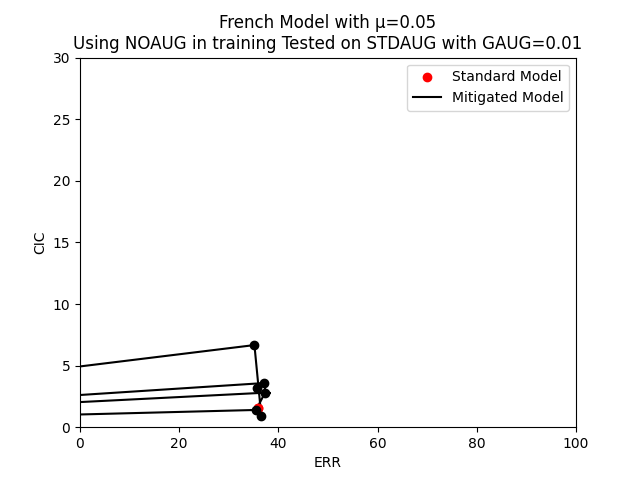 French Model with μ=0.05
Using NOAUG in training Tested on STDAUG with GAUG=0.01
Standard Model
Mitigated Model
CIC
30
25
20
15
10
5
0
0 20 40 60 80 100
ERR